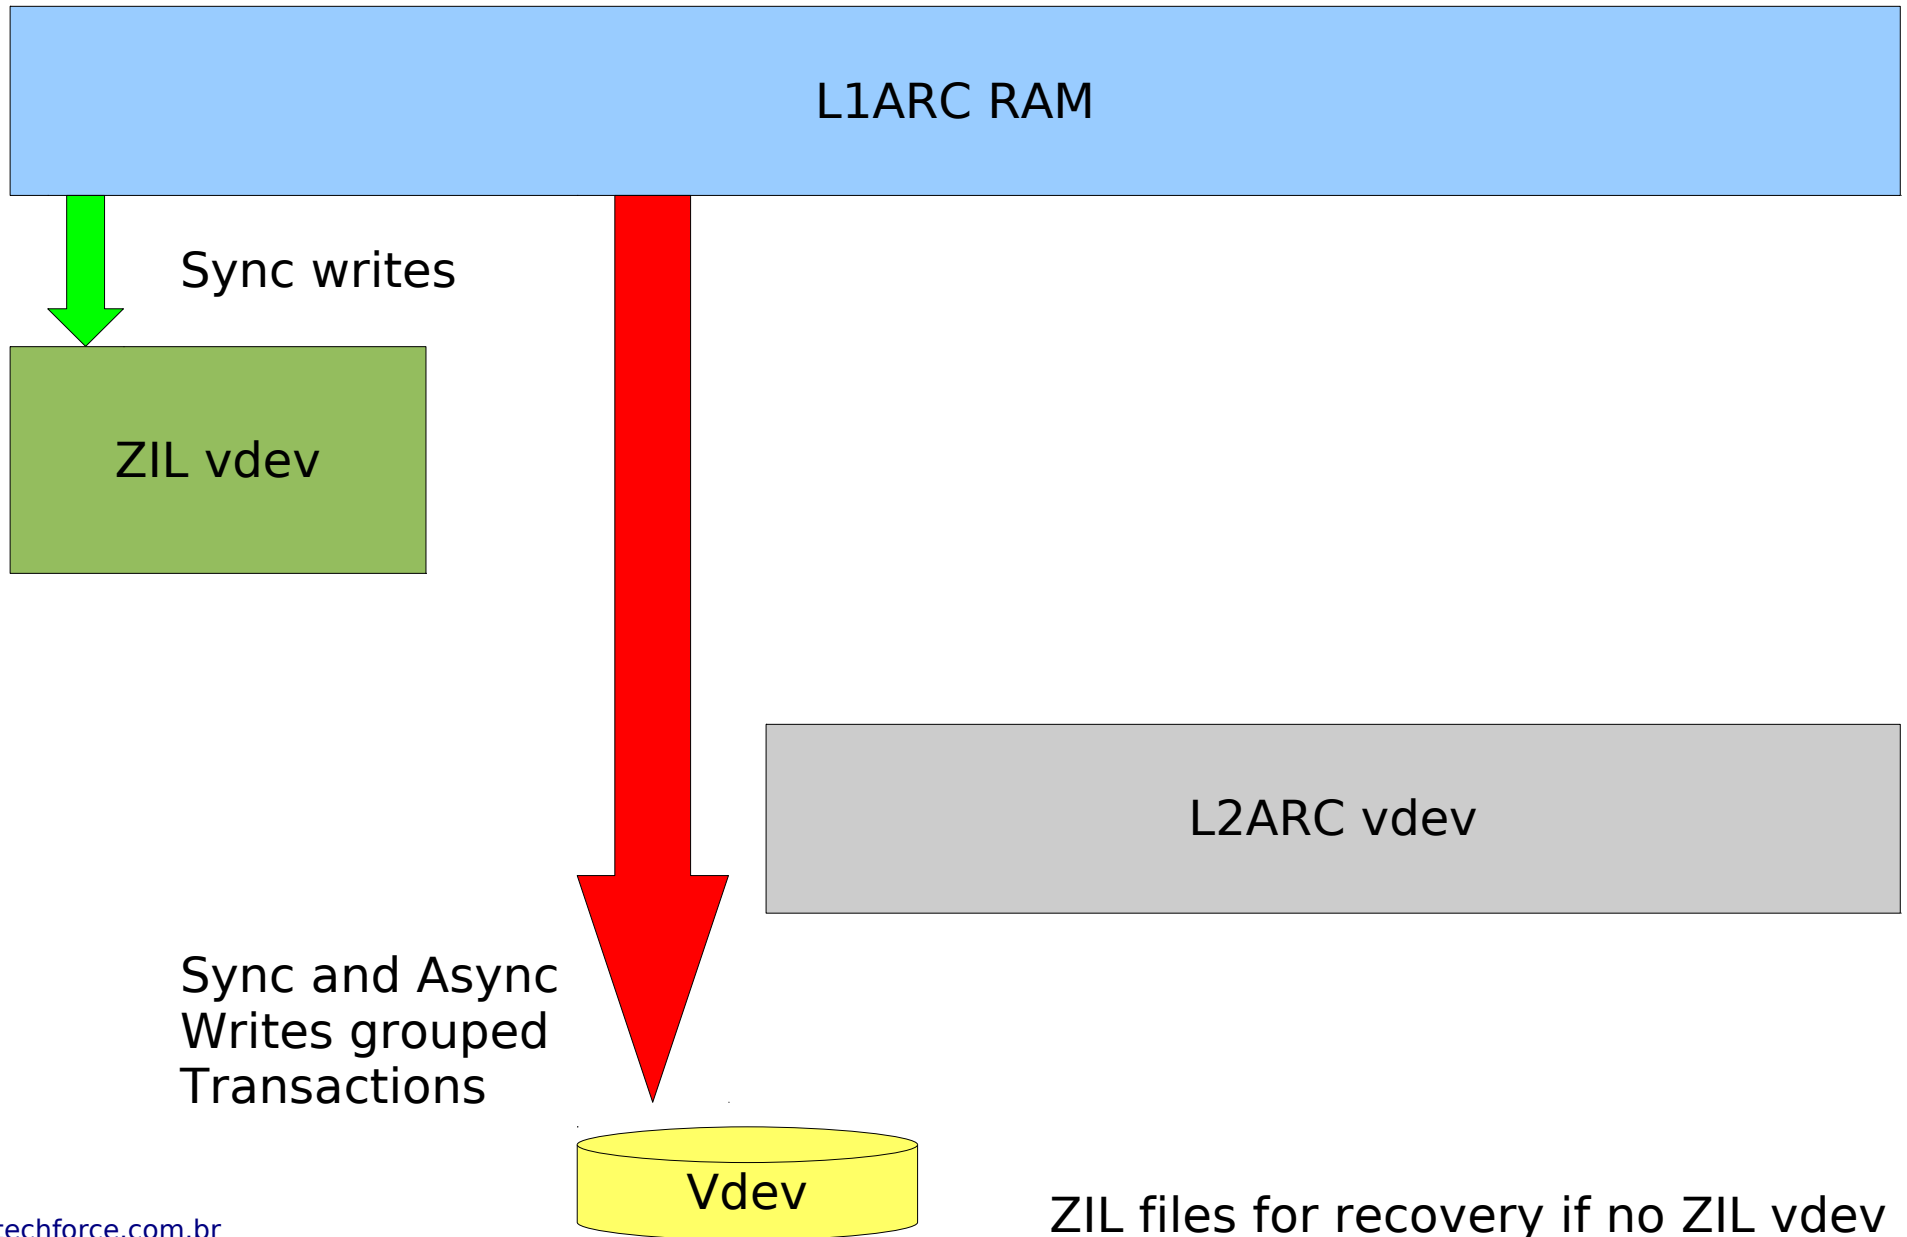 L1ARC RAM
Sync writes
ZIL vdev
L2ARC vdev
Sync and Async
Writes grouped
Transactions
Vdev
ZIL files for recovery if no ZIL vdev
techforce.com.br